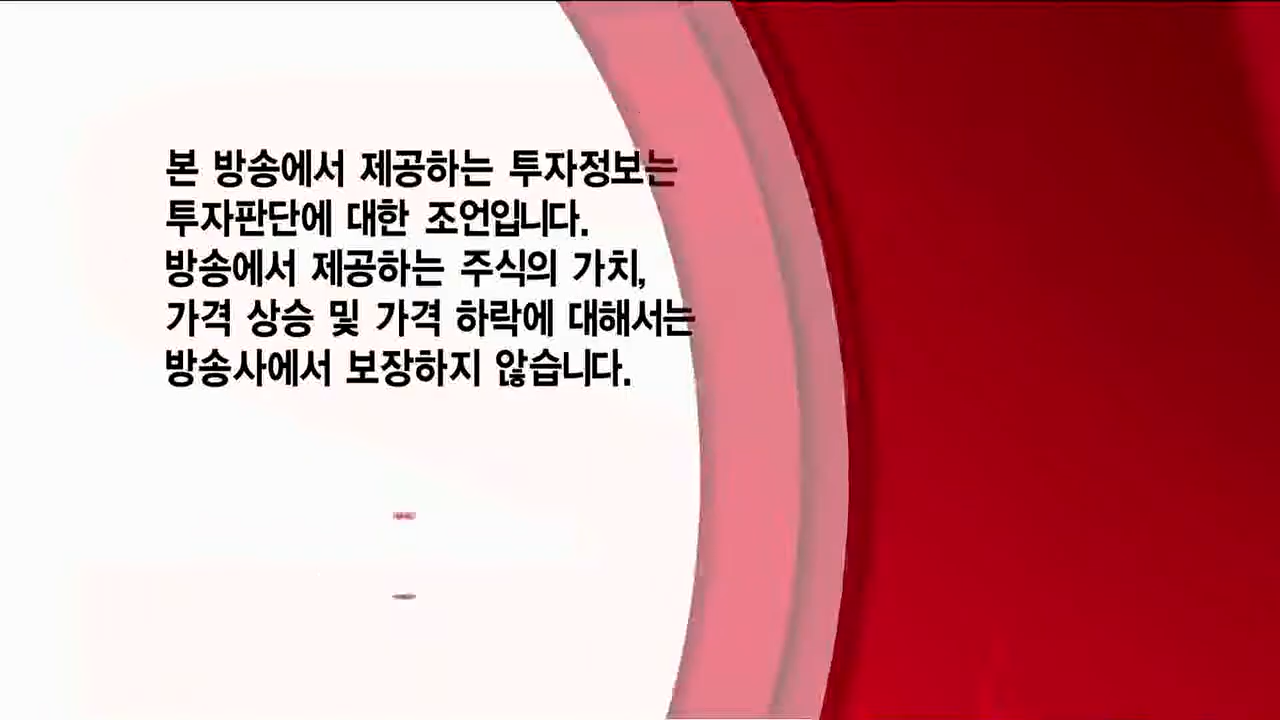 본 방송에서 제공하는 투자정보는
투자판단에 대한 조언입니다.
방송에서 제공하는 주식의 가치,
가격 상승 및 가격 하락에 대해서는
방송사에서 보장하지 않습니다.